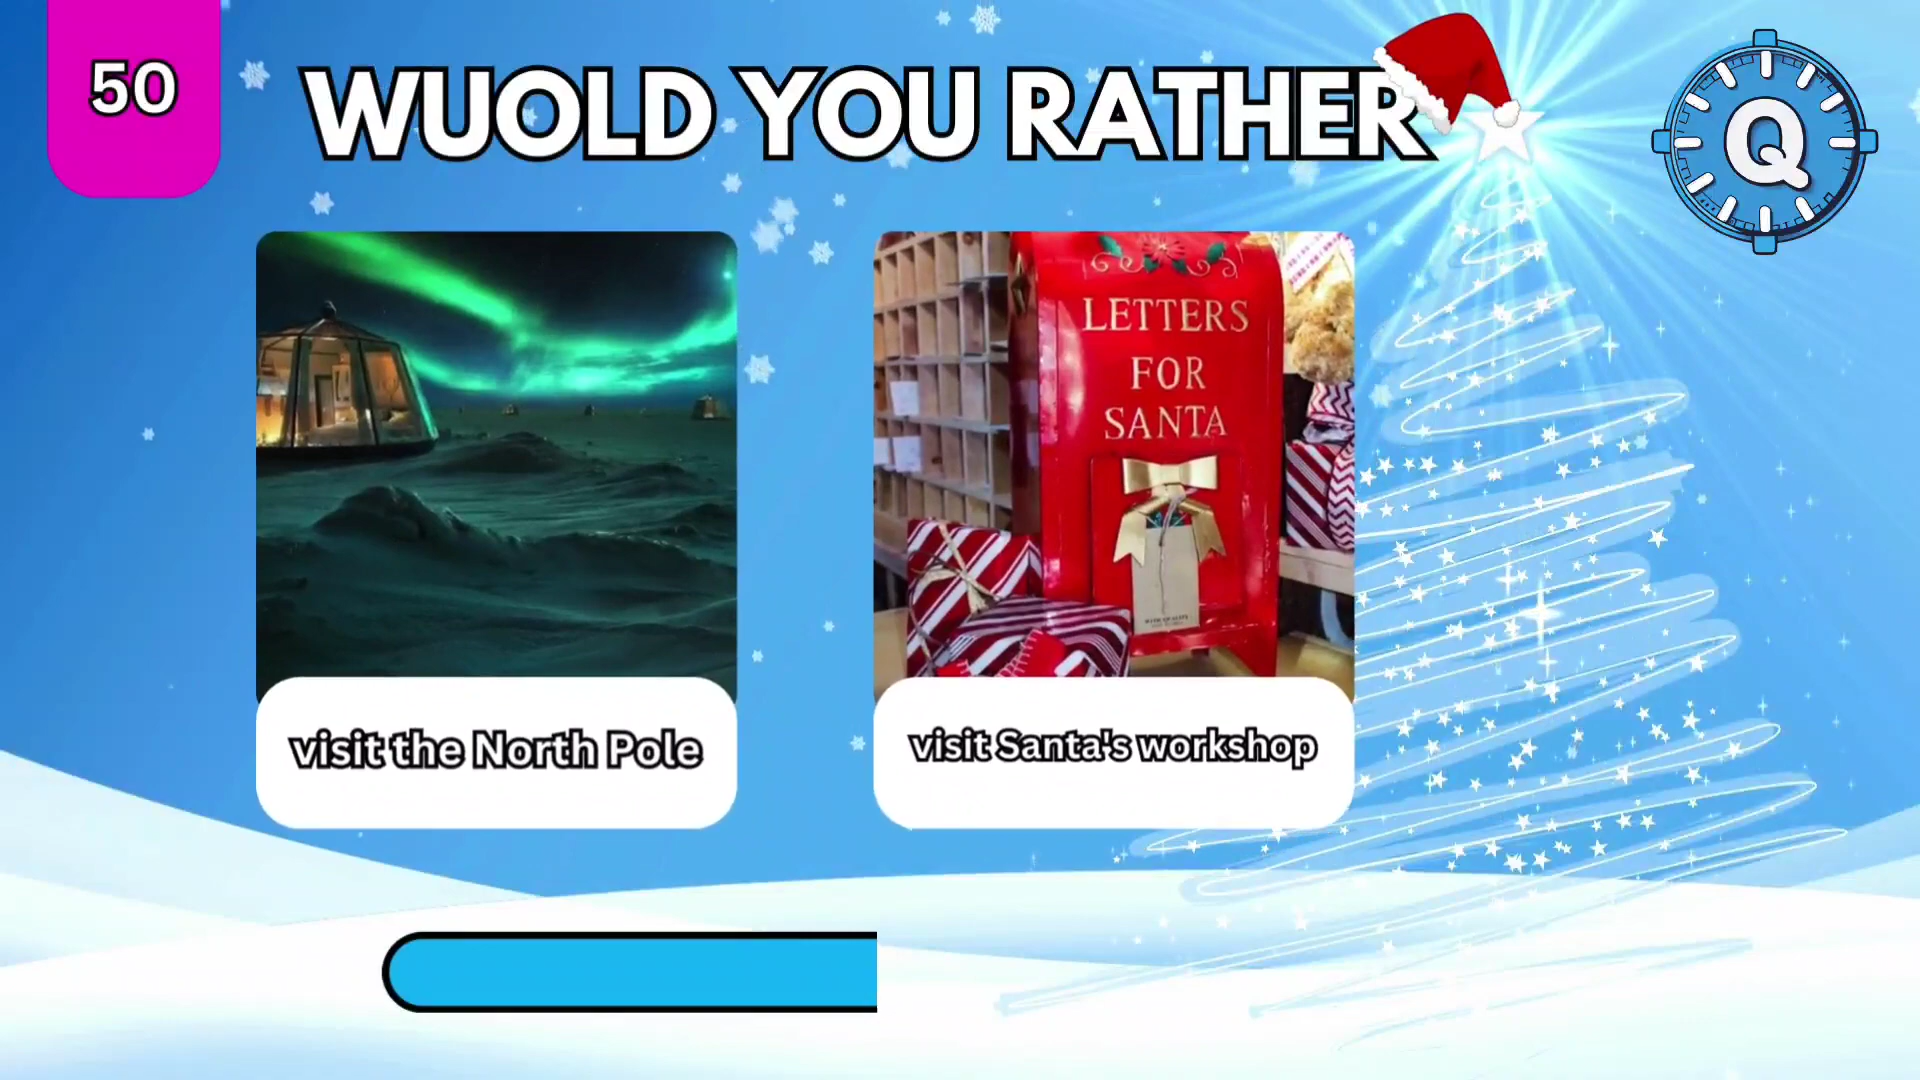 50
WUOLD YOU RATHER
Q
LETTERS
FOR
SANTA
visit the North Pole
visit Santa's workshop